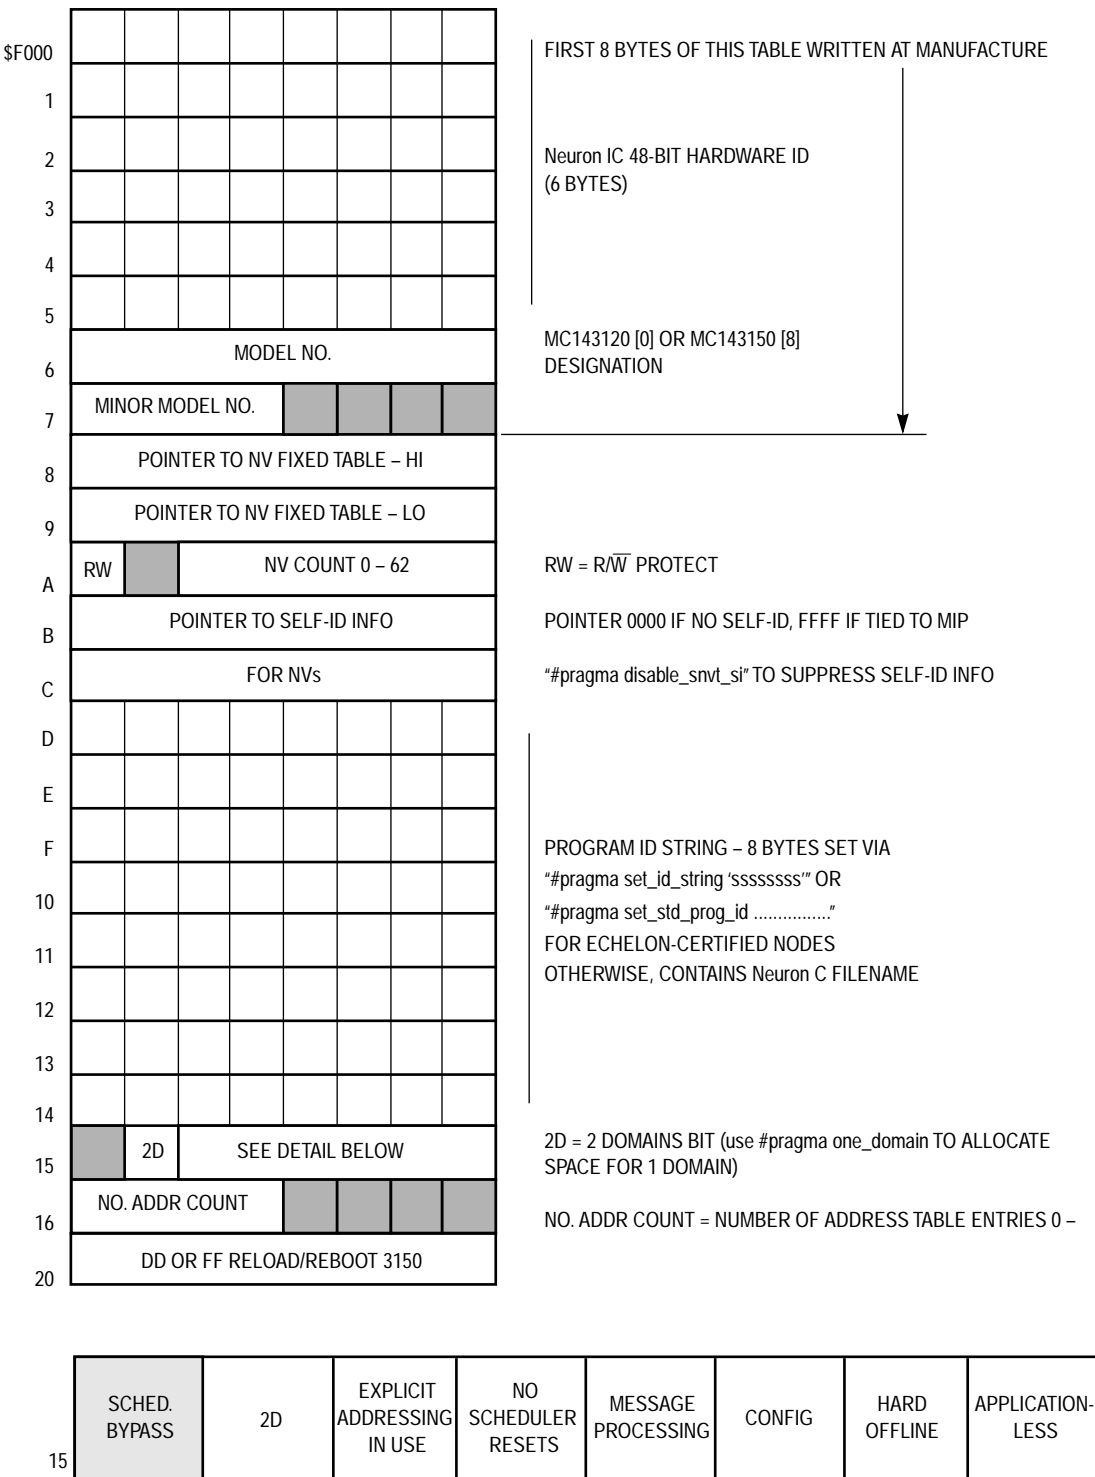 $F000
FIRST 8 BYTES OF THIS TABLE WRITTEN AT MANUFACTURE
1
2
Neuron IC 48-BIT HARDWARE ID
(6 BYTES)
3
4
5
6
MODEL NO.
MC143120 [0] OR MC143150 [8]
DESIGNATION
7
MINOR MODEL NO.
8
POINTER TO NV FIXED TABLE – HI
9
POINTER TO NV FIXED TABLE – LO
A
RW
NV COUNT 0 – 62
RW = R/W̅ PROTECT
B
POINTER TO SELF-ID INFO
POINTER 0000 IF NO SELF-ID, FFFF IF TIED TO MIP
C
FOR NVs
“#pragma disable_snvt_si” TO SUPPRESS SELF-ID INFO
D
E
F
10
11
12
13
14
PROGRAM ID STRING – 8 BYTES SET VIA
“#pragma set_id_string ‘ssssssss’” OR
“#pragma set_std_prog_id ................”
FOR ECHELON-CERTIFIED NODES
OTHERWISE, CONTAINS Neuron C FILENAME
15
2D
SEE DETAIL BELOW
2D = 2 DOMAINS BIT (use #pragma one_domain TO ALLOCATE
SPACE FOR 1 DOMAIN)
16
NO. ADDR COUNT
NO. ADDR COUNT = NUMBER OF ADDRESS TABLE ENTRIES 0 –
20
DD OR FF RELOAD/REBOOT 3150
15
SCHED.
BYPASS
2D
EXPLICIT
ADDRESSING
IN USE
NO
SCHEDULER
RESETS
MESSAGE
PROCESSING
CONFIG
HARD
OFFLINE
APPLICATION-
LESS